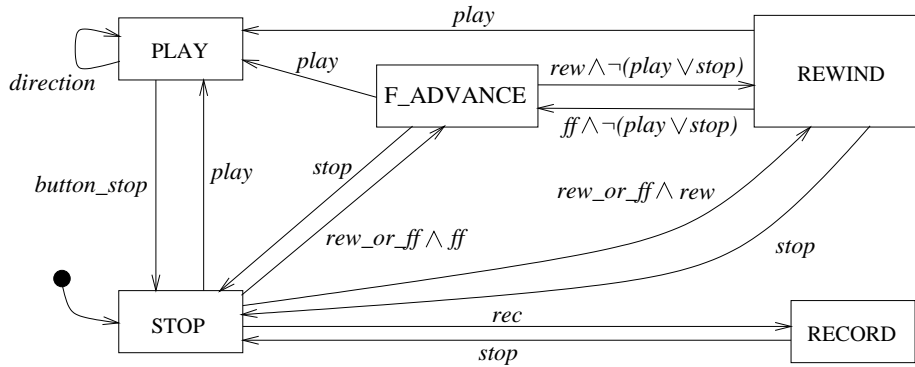 play
PLAY
direction
play
F_ADVANCE
rew ∧ ¬(play ∨ stop)
REWIND
ff ∧ ¬(play ∨ stop)
button_stop
play
stop
rew_or_ff ∧ rew
rew_or_ff ∧ ff
stop
STOP
rec
RECORD
stop